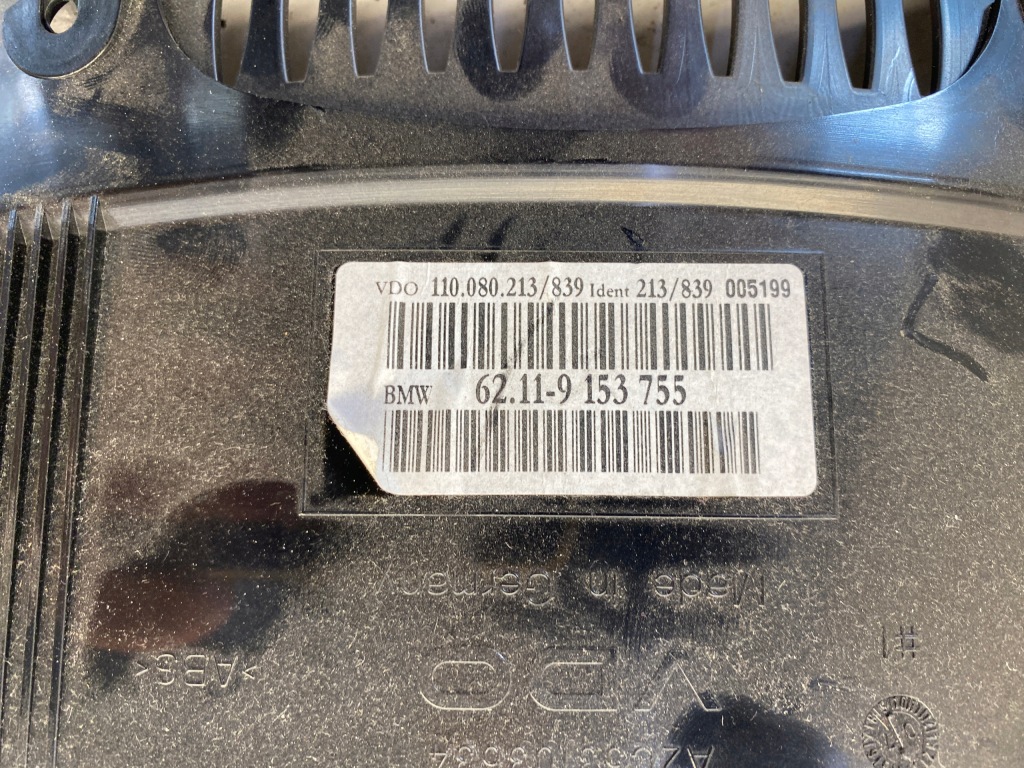 VDO 110.080.213/839 Ident 213/839 005199
BMW 62.11-9 153 755
Made in Germany
#1
VDO
>ABS<